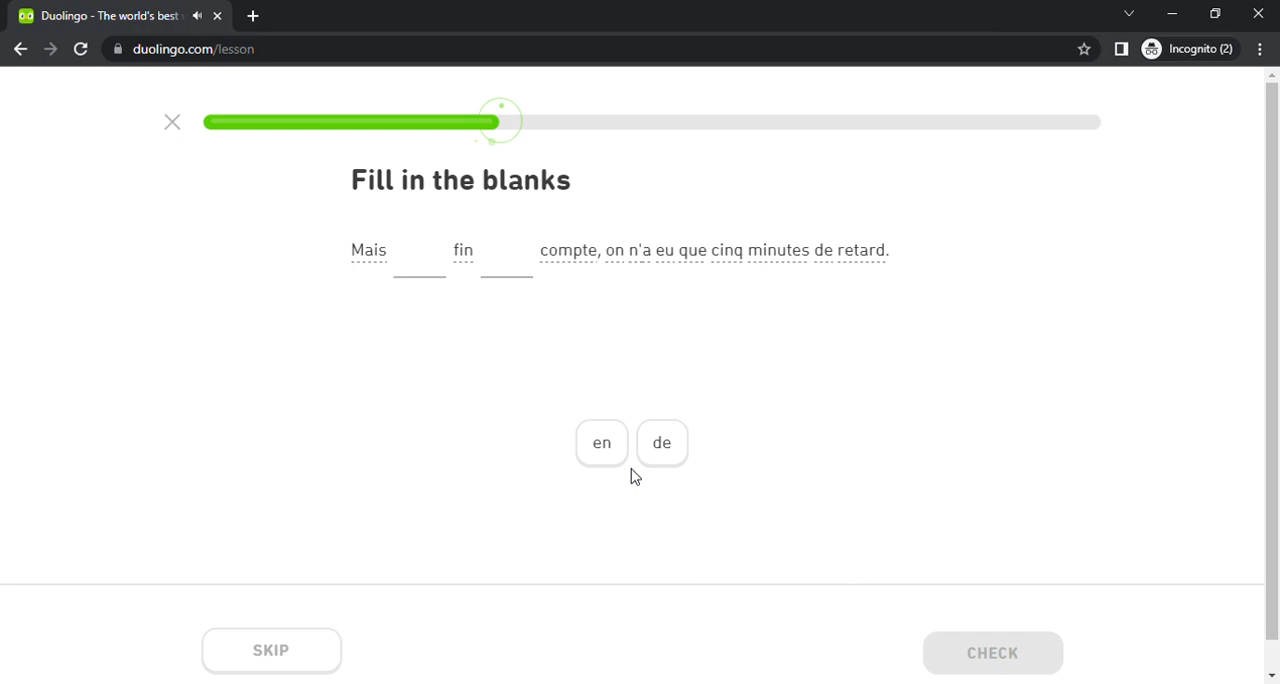 Duolingo - The world's best
duolingo.com/lesson
Incognito (2)
Fill in the blanks
Mais fin compte, on n'a eu que cinq minutes de retard.
en de
SKIP CHECK